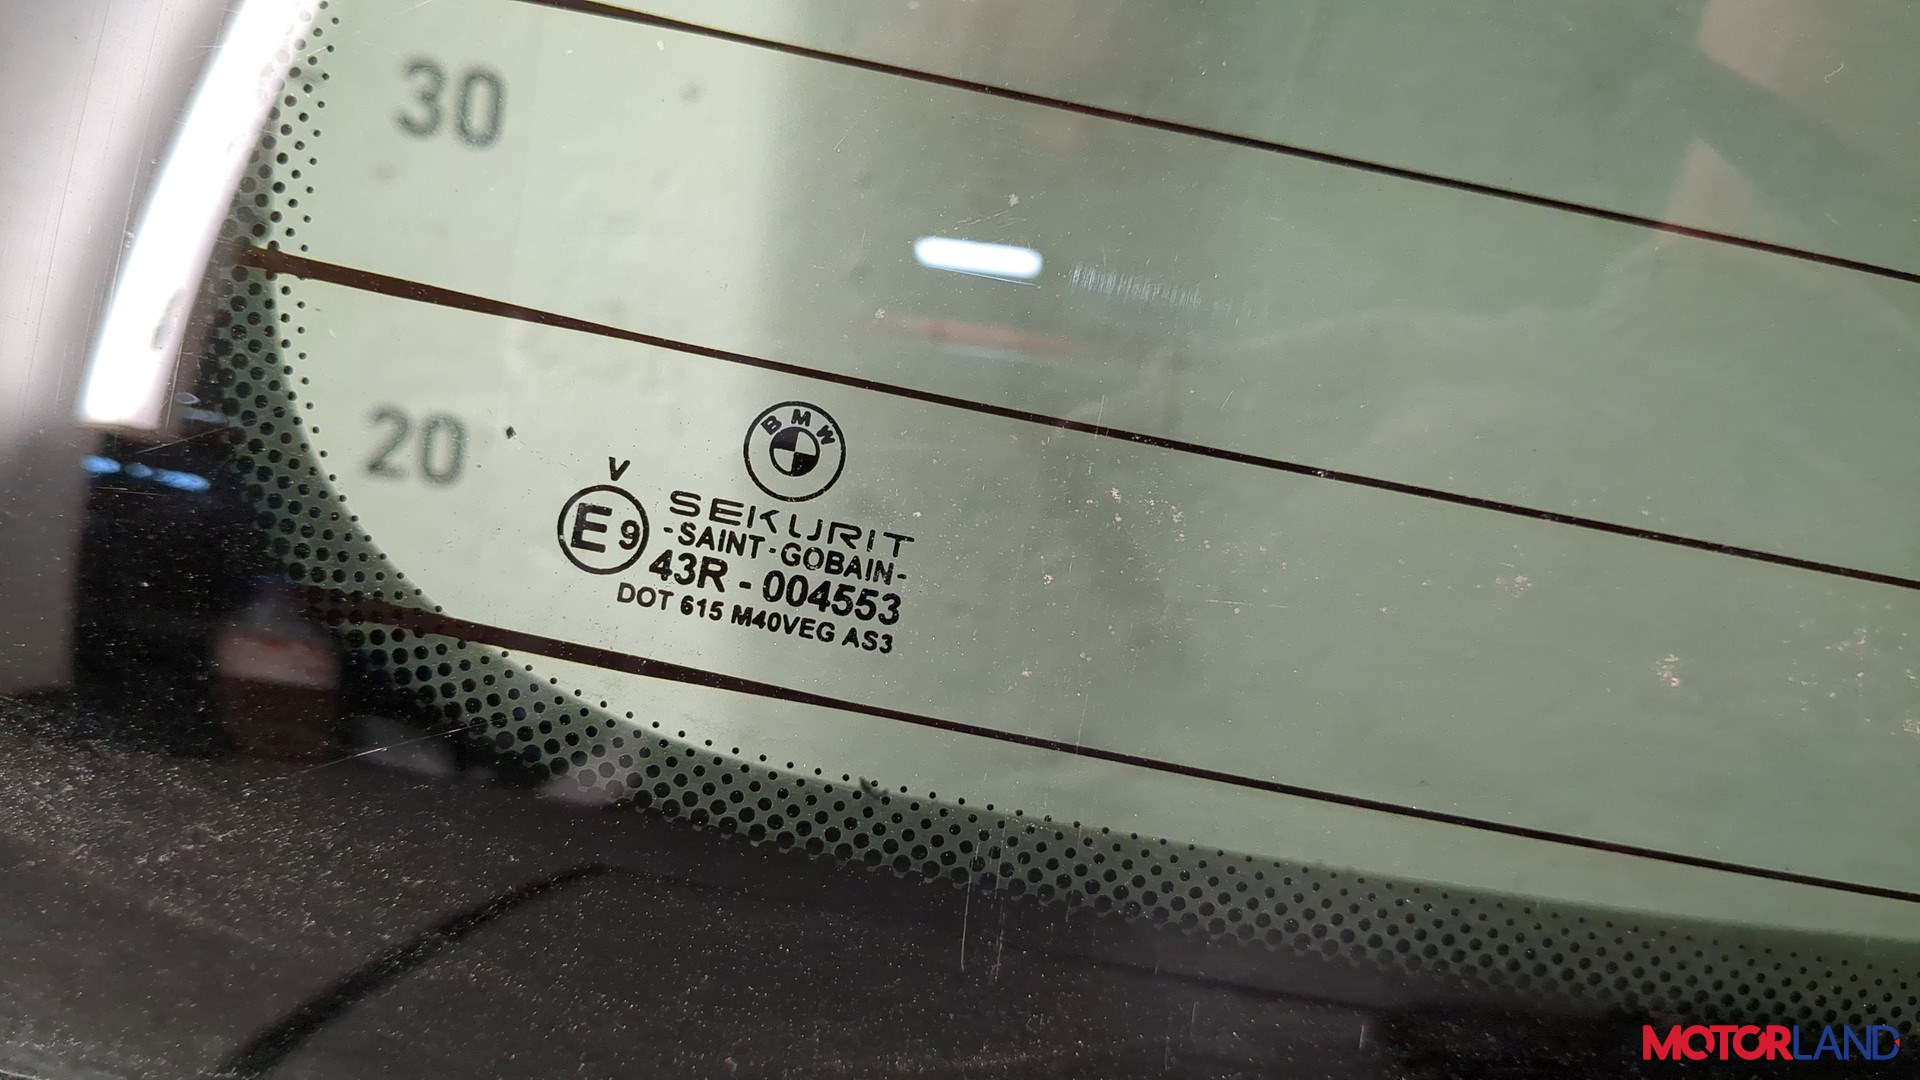 30
20
BMW
V
E9
SEKURIT
-SAINT-GOBAIN-
43R - 004553
DOT 615 M40VEG AS3
MOTORLAND